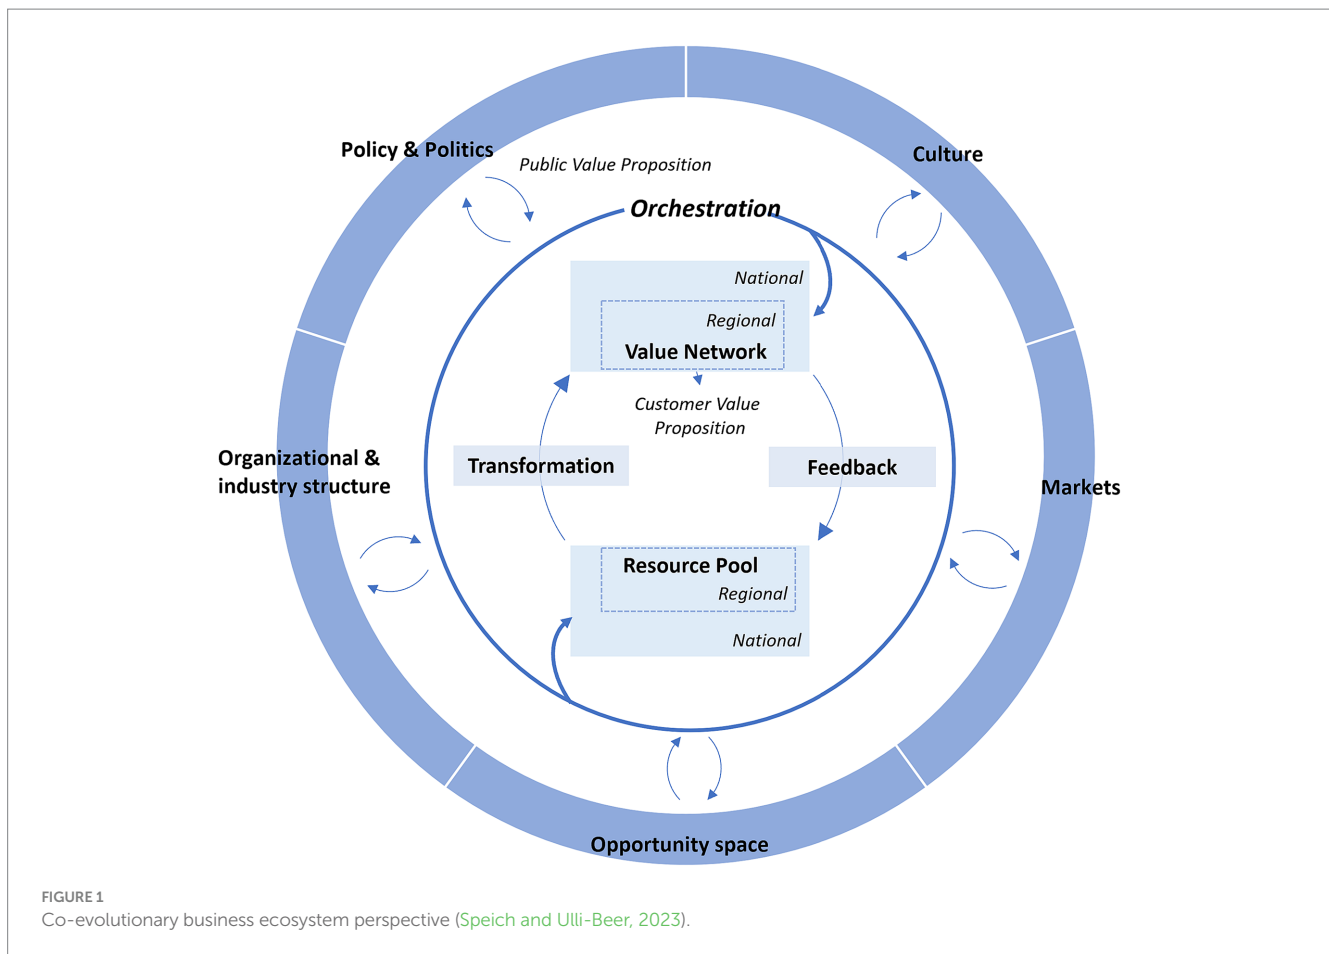 Policy & Politics
Culture
Public Value Proposition
Orchestration
National
Regional
Value Network
Customer Value
Proposition
Transformation
Feedback
Organizational &
industry structure
Markets
Resource Pool
Regional
National
Opportunity space
FIGURE 1
Co-evolutionary business ecosystem perspective (Speich and Ulli-Beer, 2023).